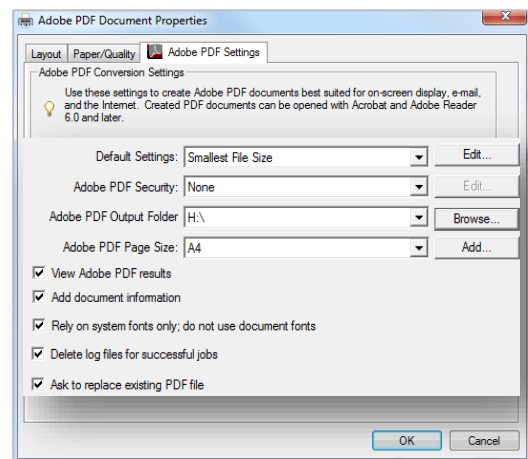 Adobe PDF Document Properties
Layout Paper/Quality Adobe PDF Settings
Adobe PDF Conversion Settings
Use these settings to create Adobe PDF documents best suited for on-screen display, e-mail,
and the Internet. Created PDF documents can be opened with Acrobat and Adobe Reader
6.0 and later.
Default Settings: Smallest File Size Edit...
Adobe PDF Security: None Edit...
Adobe PDF Output Folder H:\ Browse...
Adobe PDF Page Size: A4 Add...
View Adobe PDF results
Add document information
Rely on system fonts only; do not use document fonts
Delete log files for successful jobs
Ask to replace existing PDF file
OK Cancel